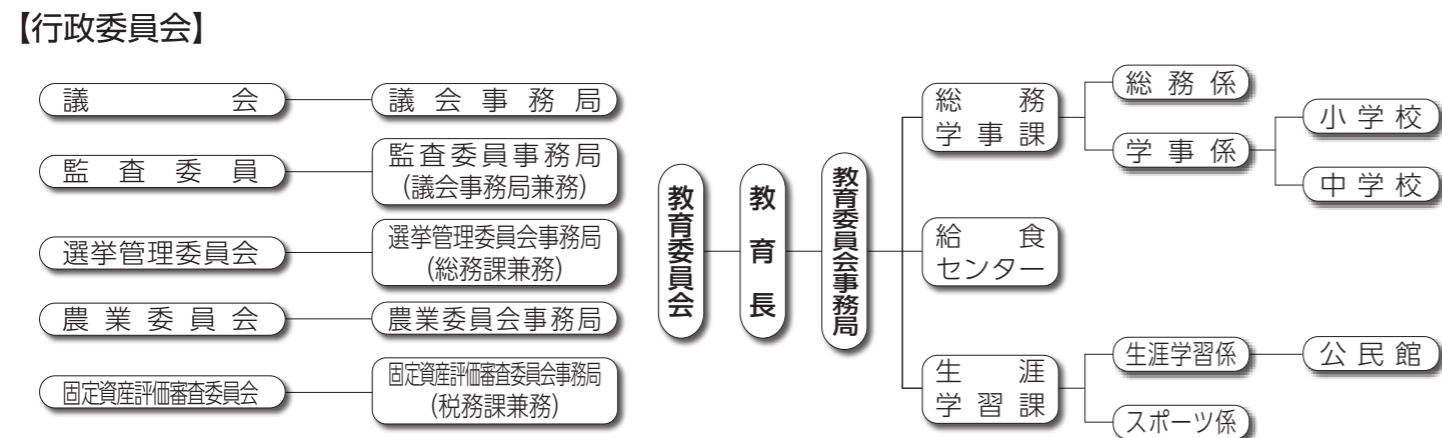 【行政委員会】
議会
議会事務局
監査委員
監査委員事務局
(議会事務局兼務)
選挙管理委員会
選挙管理委員会事務局
(総務課兼務)
農業委員会
農業委員会事務局
固定資産評価審査委員会
固定資産評価審査委員会事務局
(税務課兼務)
教育委員会
教育長
教育委員会事務局
総務
学事課
総務係
学事係
小学校
中学校
給食
センター
生涯
学習課
生涯学習係
公民館
スポーツ係